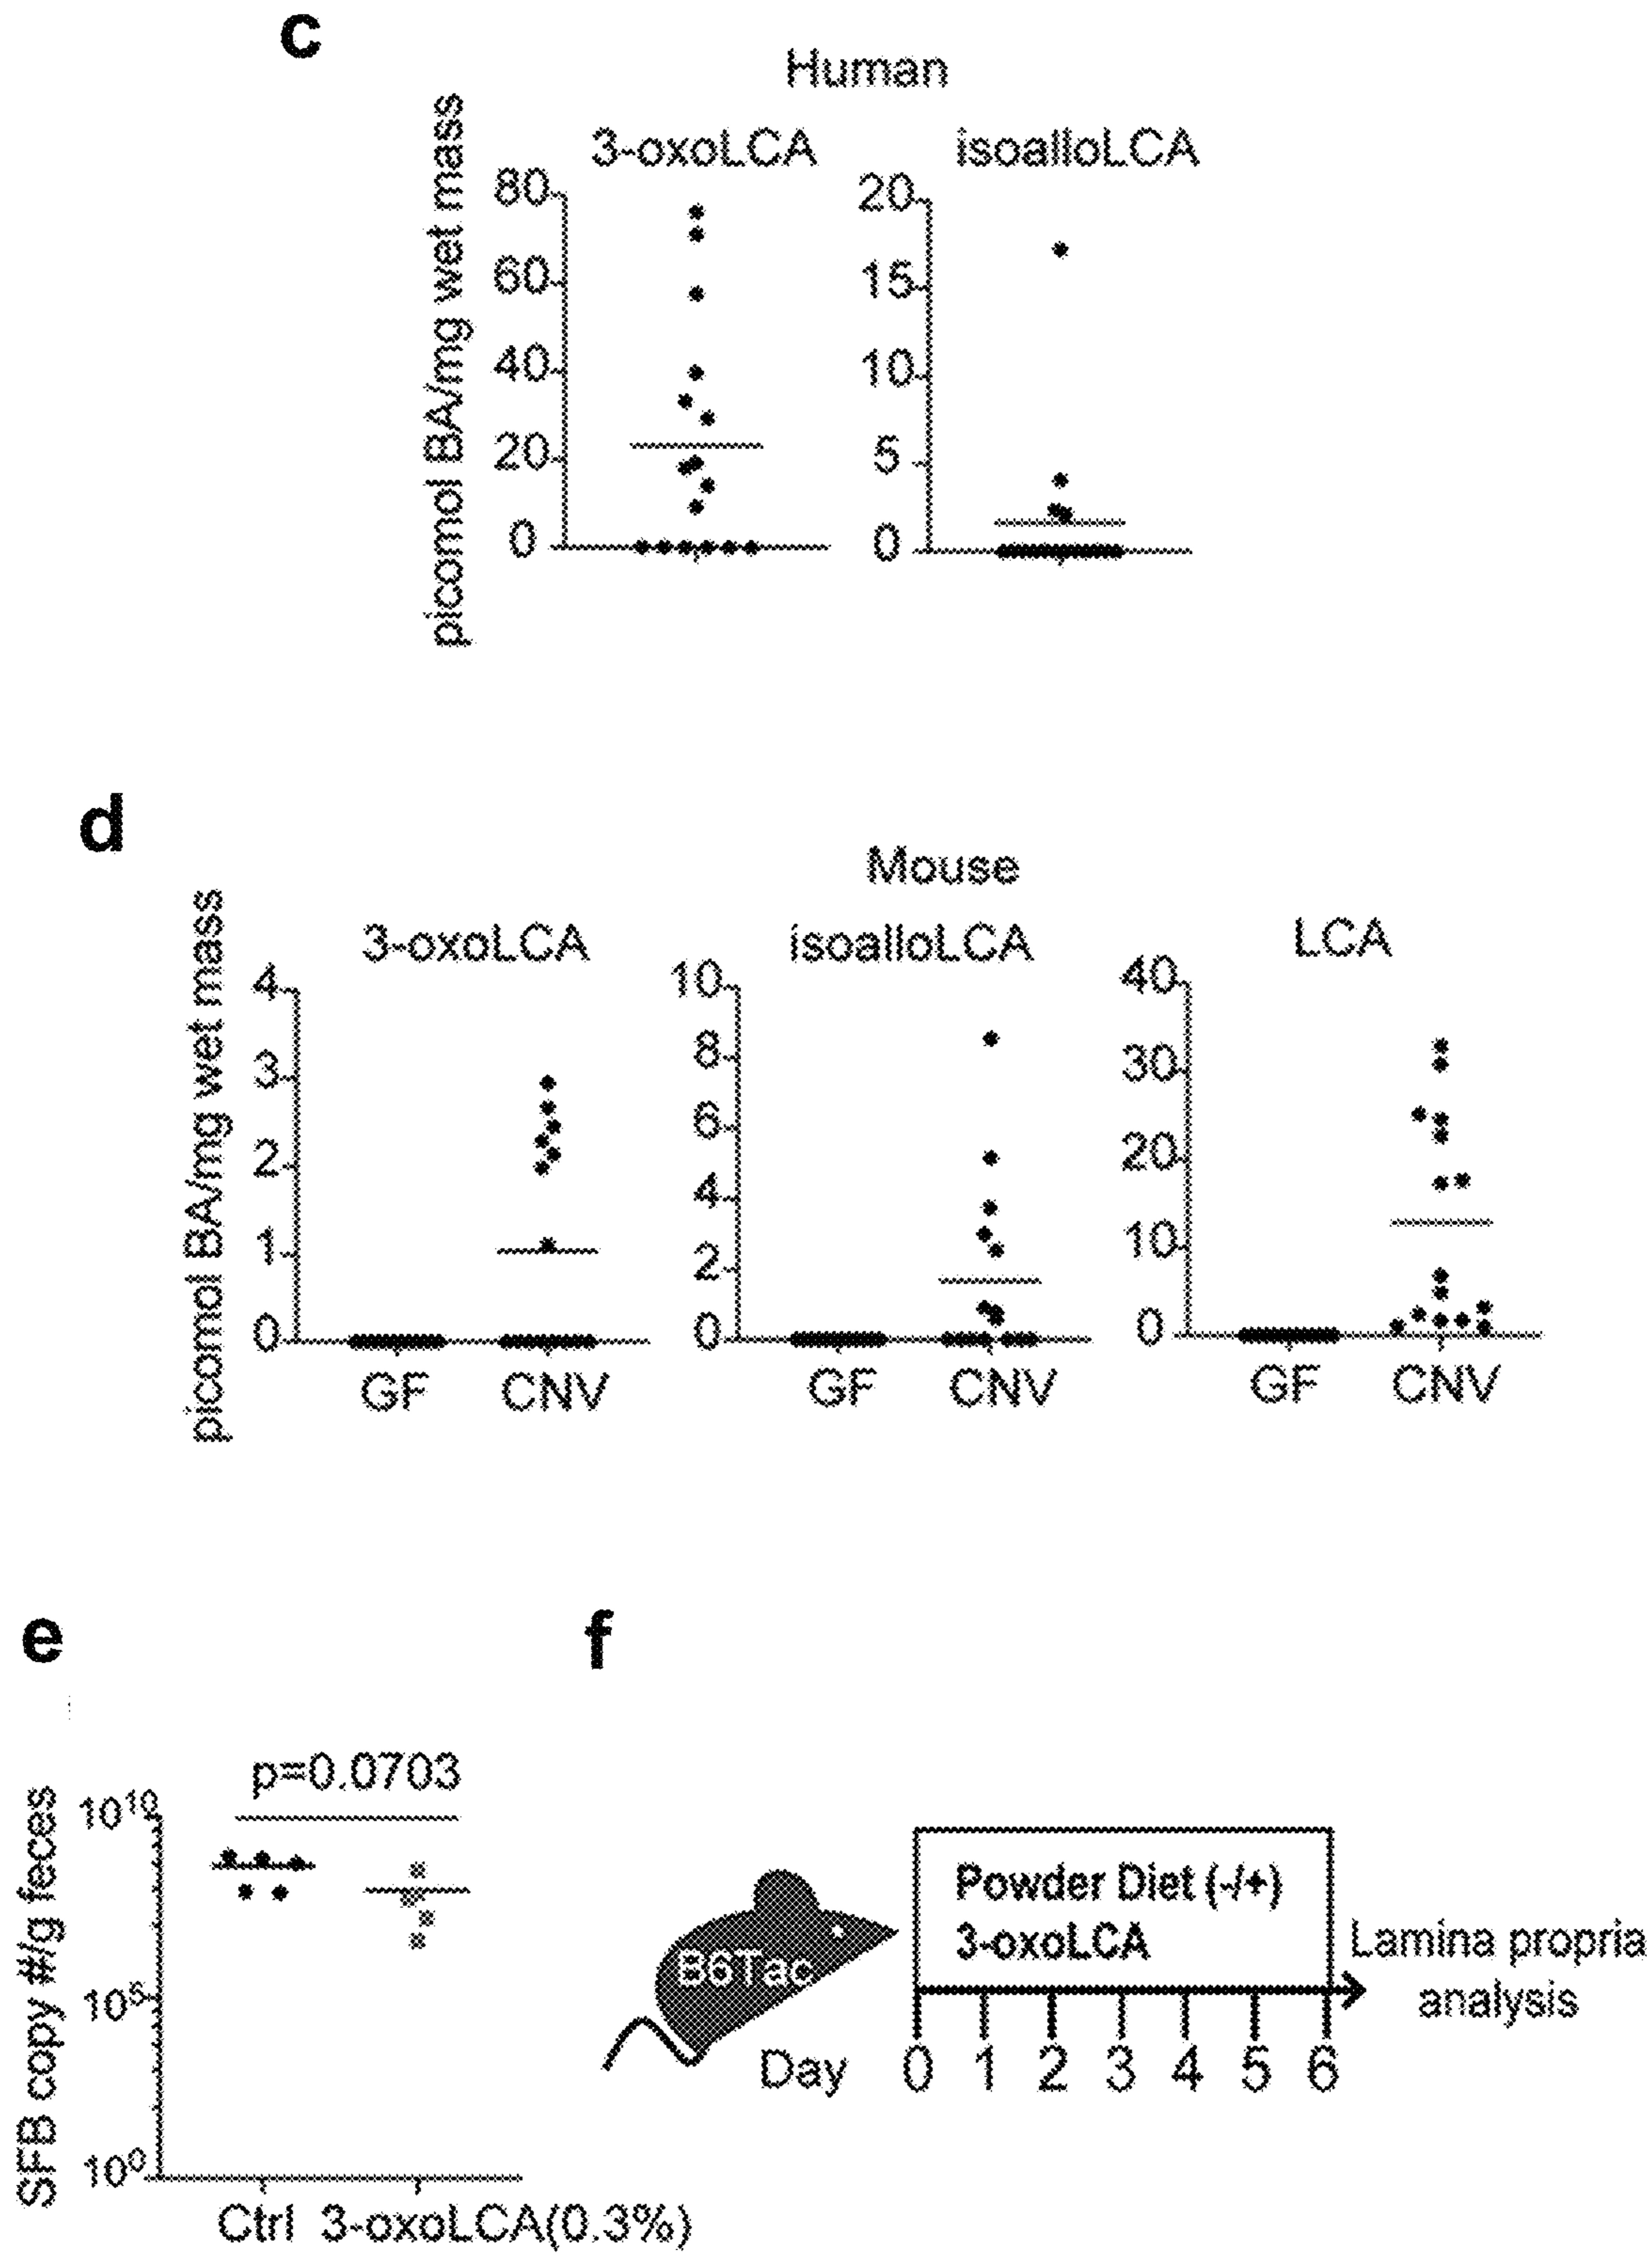 c
Human
picomol BA/mg wet mass
3-oxoLCA
80
60
40
20
0
isoalloLCA
20
15
10
5
0
d
Mouse
picomol BA/mg wet mass
3-oxoLCA
4
3
2
1
0
GF CNV
isoalloLCA
10
8
6
4
2
0
GF CNV
LCA
40
30
20
10
0
GF CNV
e
p=0.0703
SFB copy #/g feces
10¹⁰
10⁵
10⁰
Ctrl 3-oxoLCA(0.3%)
f
B6Tac
Powder Diet (-/+)
3-oxoLCA
Lamina propria
analysis
Day 0 1 2 3 4 5 6